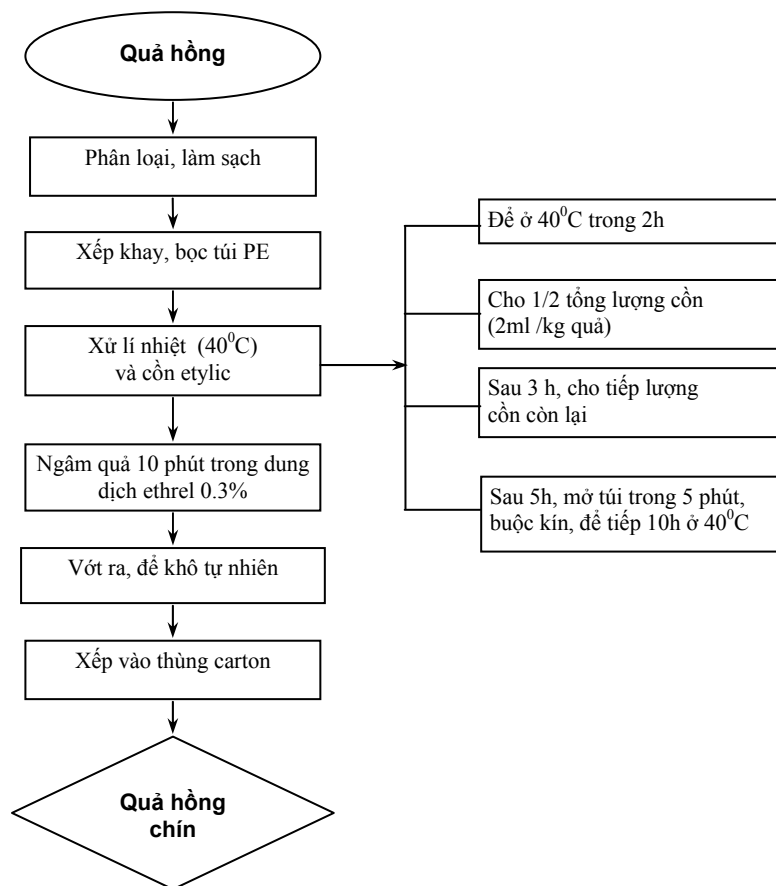 Quả hồng
Phân loại, làm sạch
Xếp khay, bọc túi PE
Xử lí nhiệt (40⁰C)
và cồn etylic
Để ở 40⁰C trong 2h
Cho 1/2 tổng lượng cồn
(2ml /kg quả)
Sau 3 h, cho tiếp lượng
cồn còn lại
Sau 5h, mở túi trong 5 phút,
buộc kín, để tiếp 10h ở 40⁰C
Ngâm quả 10 phút trong dung
dịch ethrel 0.3%
Vớt ra, để khô tự nhiên
Xếp vào thùng carton
Quả hồng
chín